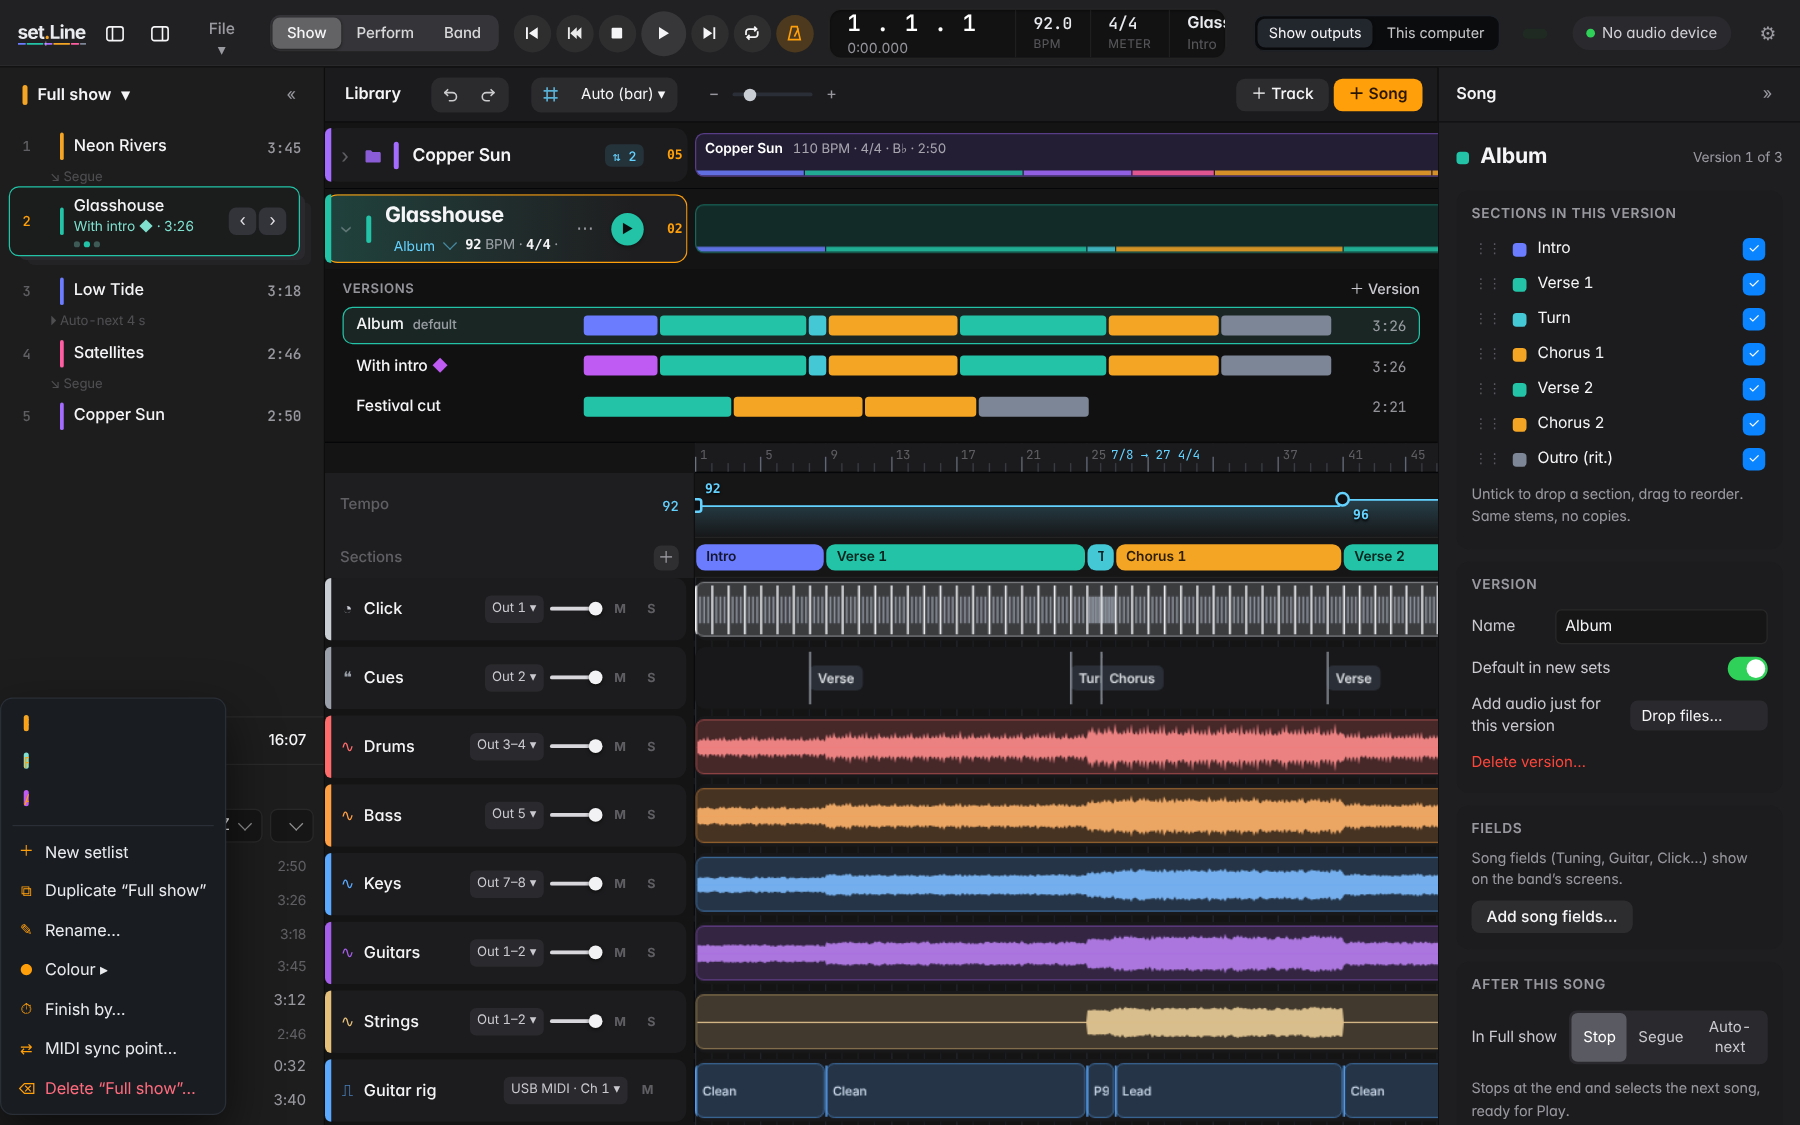 set.Line
File ▾
Show
Perform
Band
1 . 1 . 1
0:00.000
92.0
BPM
4/4
METER
Intro
Show outputs
This computer
No audio device
Full show ▾
«
1 Neon Rivers 3:45
↘ Segue
2 Glasshouse
With intro ◆ · 3:26
‹ ›
3 Low Tide 3:18
Auto-next 4 s
4 Satellites 2:46
↘ Segue
5 Copper Sun 2:50
16:07
2:50
3:26
3:18
3:45
3:12
2:46
0:32
3:40
+ New setlist
Duplicate “Full show”
Rename...
Colour ▸
Finish by...
MIDI sync point...
Delete “Full show”...
Library
Auto (bar) ▾
− +
+ Track
+ Song
Copper Sun
⇅ 2
05
Copper Sun 110 BPM · 4/4 · B♭ · 2:50
Glasshouse
Album 92 BPM · 4/4 ·
...
02
VERSIONS
+ Version
Album default 3:26
With intro ◆ 3:26
Festival cut 2:21
1 5 9 13 17 21 25 7/8 → 27 4/4 37 41 45
Tempo 92
92
96
Sections +
Intro
Verse 1
T
Chorus 1
Verse 2
Click Out 1 ▾ M S
Cues Out 2 ▾ M S
Verse
Tur
Chorus
Verse
Drums Out 3–4 ▾ M S
Bass Out 5 ▾ M S
Keys Out 7–8 ▾ M S
Guitars Out 1–2 ▾ M S
Strings Out 1–2 ▾ M S
Guitar rig USB MIDI · Ch 1 ▾ M
Clean
Clean
P9
Lead
Clean
Song
»
Album
Version 1 of 3
SECTIONS IN THIS VERSION
Intro
Verse 1
Turn
Chorus 1
Verse 2
Chorus 2
Outro (rit.)
Untick to drop a section, drag to reorder.
Same stems, no copies.
VERSION
Name Album
Default in new sets
Add audio just for
this version
Drop files...
Delete version...
FIELDS
Song fields (Tuning, Guitar, Click...) show
on the band's screens.
Add song fields...
AFTER THIS SONG
In Full show
Stop
Segue
Auto-
next
Stops at the end and selects the next song,
ready for Play.